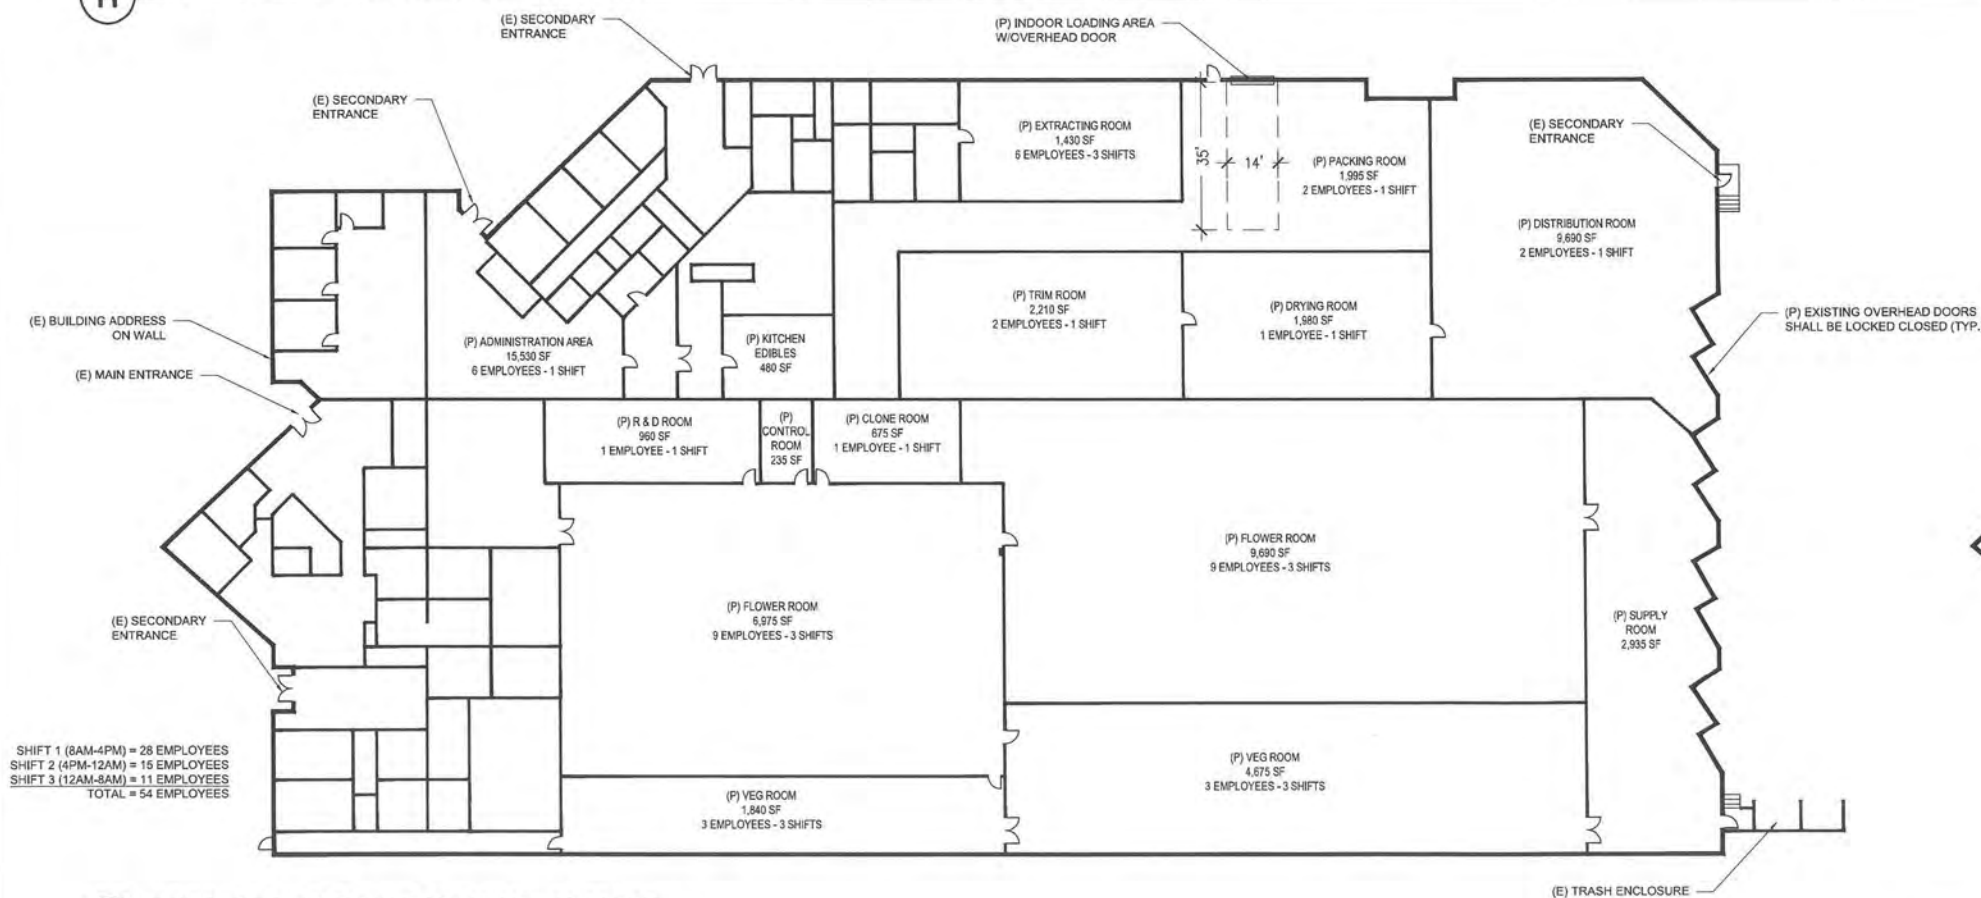 (E) SECONDARY
ENTRANCE
(P) INDOOR LOADING AREA
W/OVERHEAD DOOR
(E) SECONDARY
ENTRANCE
(P) EXTRACTING ROOM
1,430 SF
6 EMPLOYEES - 3 SHIFTS
35'
14'
(P) PACKING ROOM
1,995 SF
2 EMPLOYEES - 1 SHIFT
(E) SECONDARY
ENTRANCE
(P) DISTRIBUTION ROOM
9,690 SF
2 EMPLOYEES - 1 SHIFT
(E) BUILDING ADDRESS
ON WALL
(E) MAIN ENTRANCE
(P) ADMINISTRATION AREA
15,530 SF
6 EMPLOYEES - 1 SHIFT
(P) KITCHEN
EDIBLES
480 SF
(P) TRIM ROOM
2,210 SF
2 EMPLOYEES - 1 SHIFT
(P) DRYING ROOM
1,980 SF
1 EMPLOYEE - 1 SHIFT
(P) EXISTING OVERHEAD DOORS
SHALL BE LOCKED CLOSED (TYP.
(P) R & D ROOM
960 SF
1 EMPLOYEE - 1 SHIFT
(P)
CONTROL
ROOM
235 SF
(P) CLONE ROOM
675 SF
1 EMPLOYEE - 1 SHIFT
(P) FLOWER ROOM
9,690 SF
9 EMPLOYEES - 3 SHIFTS
(P) FLOWER ROOM
6,975 SF
9 EMPLOYEES - 3 SHIFTS
(P) SUPPLY
ROOM
2,935 SF
(E) SECONDARY
ENTRANCE
SHIFT 1 (8AM-4PM) = 28 EMPLOYEES
SHIFT 2 (4PM-12AM) = 15 EMPLOYEES
SHIFT 3 (12AM-8AM) = 11 EMPLOYEES
TOTAL = 54 EMPLOYEES
(P) VEG ROOM
4,675 SF
3 EMPLOYEES - 3 SHIFTS
(P) VEG ROOM
1,840 SF
3 EMPLOYEES - 3 SHIFTS
(E) TRASH ENCLOSURE